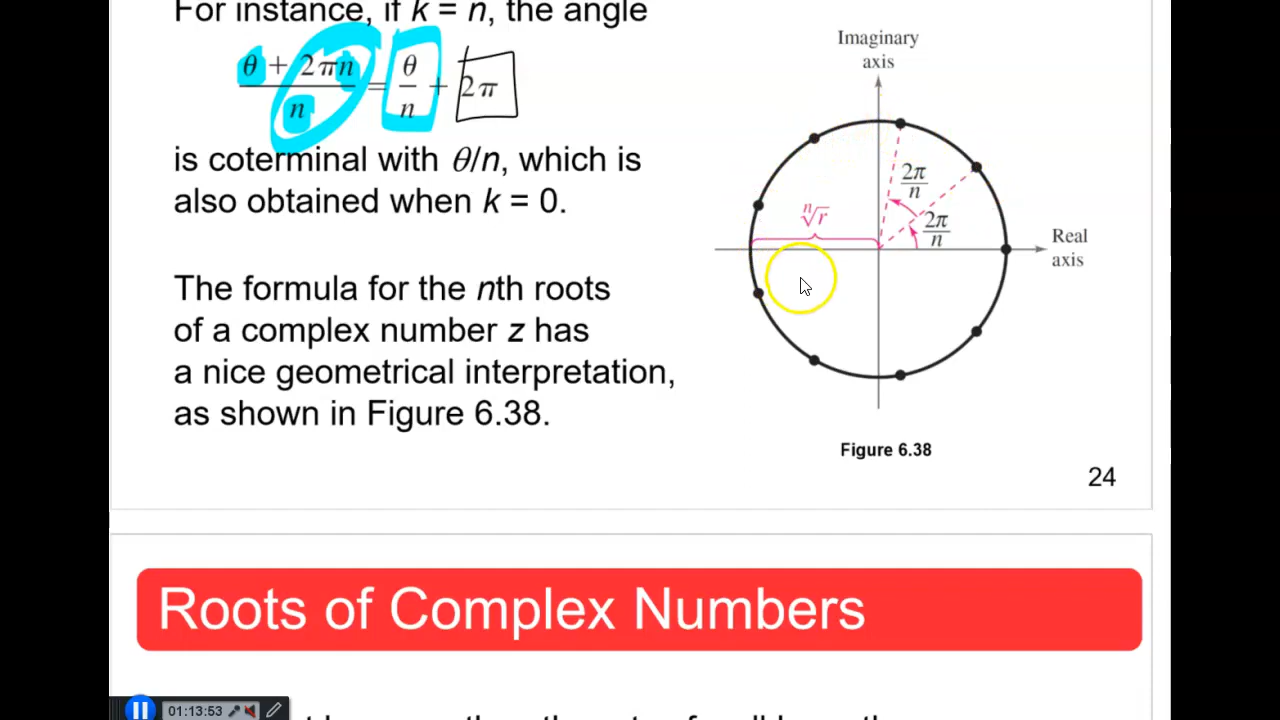 For instance, if k = n, the angle
θ + 2πn / n = θ / n + 2π
is coterminal with θ/n, which is
also obtained when k = 0.
The formula for the nth roots
of a complex number z has
a nice geometrical interpretation,
as shown in Figure 6.38.
Imaginary
axis
2π/n
ⁿ√r
2π/n
Real
axis
Figure 6.38
24
Roots of Complex Numbers
01:13:53